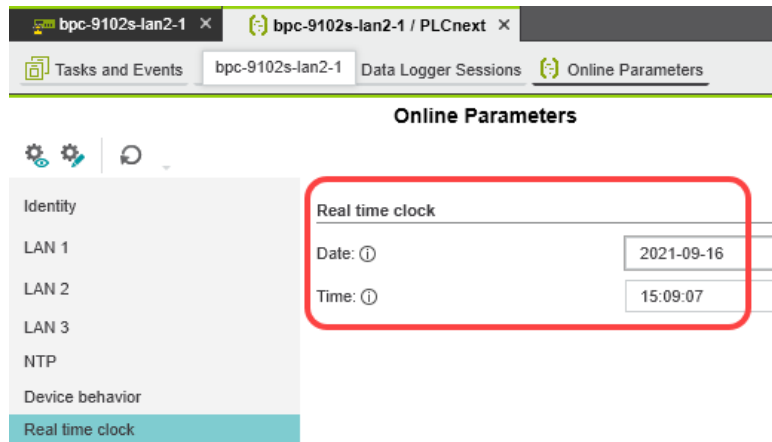 bpc-9102s-lan2-1 × bpc-9102s-lan2-1 / PLCnext ×
Tasks and Events bpc-9102s-lan2-1 Data Logger Sessions Online Parameters
Online Parameters
Identity
LAN 1
LAN 2
LAN 3
NTP
Device behavior
Real time clock
Real time clock
Date: 2021-09-16
Time: 15:09:07